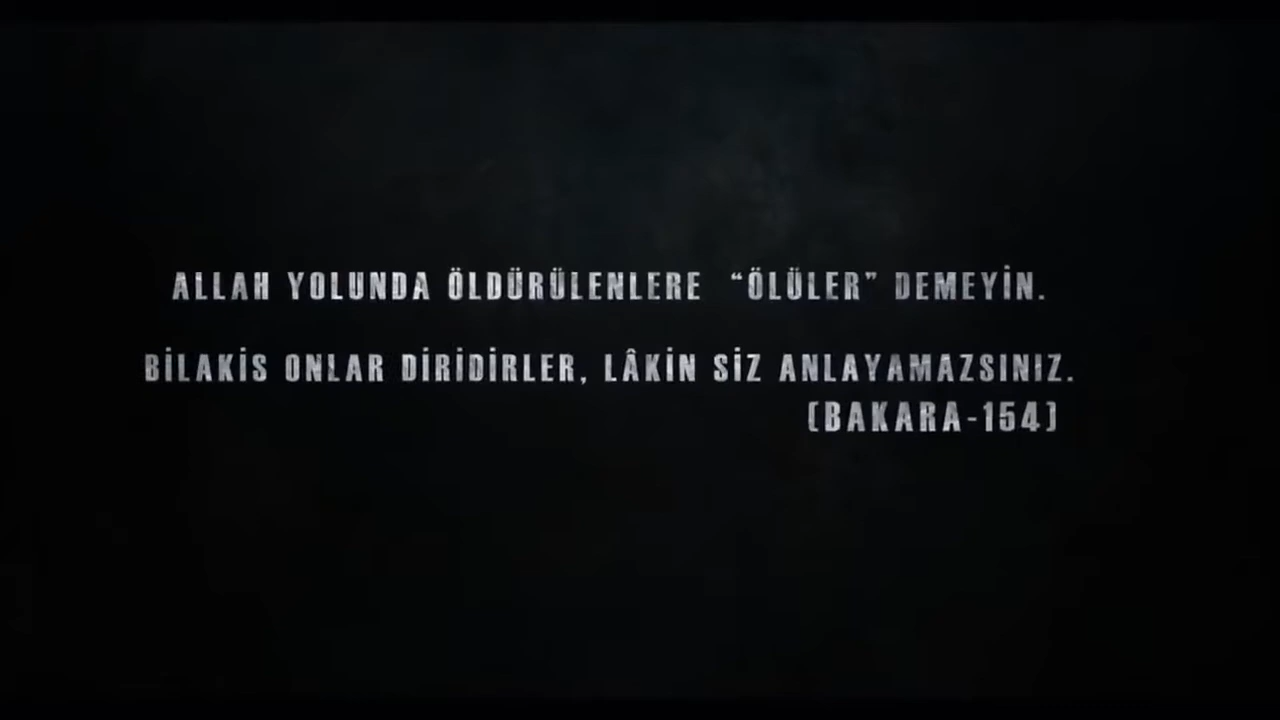 ALLAH YOLUNDA ÖLDÜRÜLENLERE “ÖLÜLER” DEMEYİN.
BİLAKİS ONLAR DİRİDİRLER, LÂKİN SİZ ANLAYAMAZSINIZ.
(BAKARA-154)